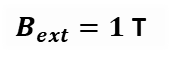 B_ext = 1 T